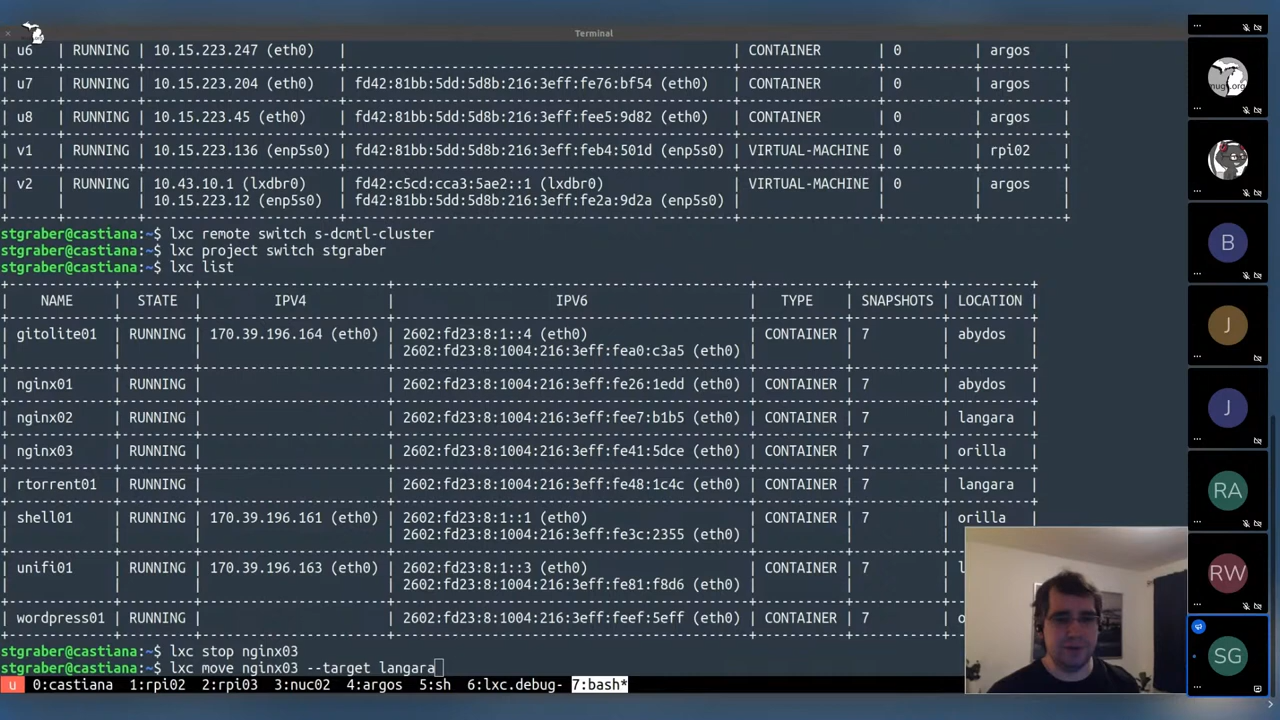 Terminal
| u6 | RUNNING | 10.15.223.247 (eth0) | | CONTAINER | 0 | argos |
| u7 | RUNNING | 10.15.223.204 (eth0) | fd42:81bb:5dd:5d8b:216:3eff:fe76:bf54 (eth0) | CONTAINER | 0 | argos |
| u8 | RUNNING | 10.15.223.45 (eth0) | fd42:81bb:5dd:5d8b:216:3eff:fee5:9d82 (eth0) | CONTAINER | 0 | argos |
| v1 | RUNNING | 10.15.223.136 (enp5s0) | fd42:81bb:5dd:5d8b:216:3eff:feb4:501d (enp5s0) | VIRTUAL-MACHINE | 0 | rpi02 |
| v2 | RUNNING | 10.43.10.1 (lxdbr0) | fd42:c5cd:cca3:5ae2::1 (lxdbr0) | VIRTUAL-MACHINE | 0 | argos |
| | | 10.15.223.12 (enp5s0) | fd42:81bb:5dd:5d8b:216:3eff:fe2a:9d2a (enp5s0) | | | |
stgraber@castiana:~$ lxc remote switch s-dcmtl-cluster
stgraber@castiana:~$ lxc project switch stgraber
stgraber@castiana:~$ lxc list
| NAME | STATE | IPV4 | IPV6 | TYPE | SNAPSHOTS | LOCATION |
| gitolite01 | RUNNING | 170.39.196.164 (eth0) | 2602:fd23:8:1::4 (eth0) | CONTAINER | 7 | abydos |
| | | | 2602:fd23:8:1004:216:3eff:fea0:c3a5 (eth0) | | | |
| nginx01 | RUNNING | | 2602:fd23:8:1004:216:3eff:fe26:1edd (eth0) | CONTAINER | 7 | abydos |
| nginx02 | RUNNING | | 2602:fd23:8:1004:216:3eff:fee7:b1b5 (eth0) | CONTAINER | 7 | langara |
| nginx03 | RUNNING | | 2602:fd23:8:1004:216:3eff:fe41:5dce (eth0) | CONTAINER | 7 | orilla |
| rtorrent01 | RUNNING | | 2602:fd23:8:1004:216:3eff:fe48:1c4c (eth0) | CONTAINER | 7 | langara |
| shell01 | RUNNING | 170.39.196.161 (eth0) | 2602:fd23:8:1::1 (eth0) | CONTAINER | 7 | orilla |
| | | | 2602:fd23:8:1004:216:3eff:fe3c:2355 (eth0) | | |
| unifi01 | RUNNING | 170.39.196.163 (eth0) | 2602:fd23:8:1::3 (eth0) | CONTAINER | 7 | l
| | | | 2602:fd23:8:1004:216:3eff:fe81:f8d6 (eth0) | | |
| wordpress01 | RUNNING | | 2602:fd23:8:1004:216:3eff:feef:5eff (eth0) | CONTAINER | 7 | o
stgraber@castiana:~$ lxc stop nginx03
stgraber@castiana:~$ lxc move nginx03 --target langara
u 0:castiana 1:rpi02 2:rpi03 3:nuc02 4:argos 5:sh 6:lxc.debug- 7:bash*
B
J
J
RA
RW
SG